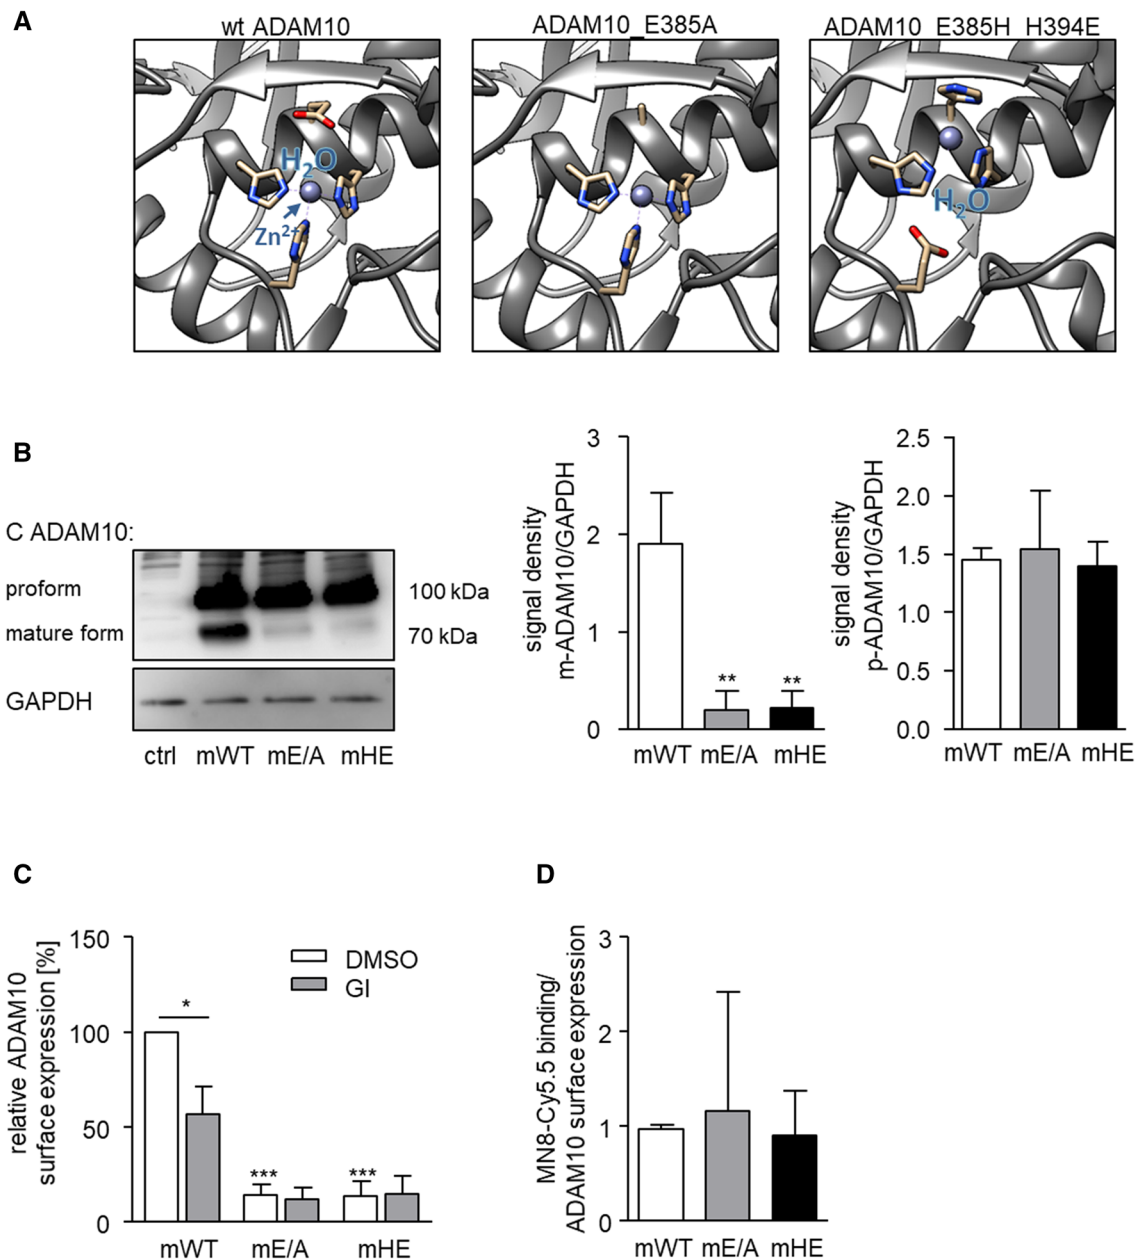 A
wt ADAM10
ADAM10_E385A
ADAM10 E385H H394E
H2O
Zn2+
H2O
B
C ADAM10:
proform
100 kDa
mature form
70 kDa
GAPDH
ctrl mWT mE/A mHE
signal density
m-ADAM10/GAPDH
3
2
1
0
** **
mWT mE/A mHE
signal density
p-ADAM10/GAPDH
2.5
2.0
1.5
1.0
0.5
0.0
mWT mE/A mHE
C
relative ADAM10
surface expression [%]
150
100
50
0
DMSO
GI
*
*** ***
mWT mE/A mHE
D
MN8-Cy5.5 binding/
ADAM10 surface expression
3
2
1
0
mWT mE/A mHE